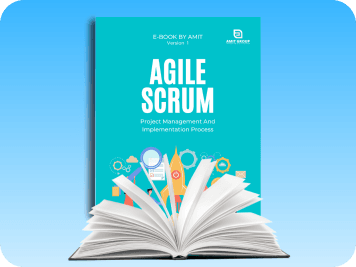 E-BOOK BY AMIT
Version 1
AGILE
SCRUM
Project Management And
Implementation Process